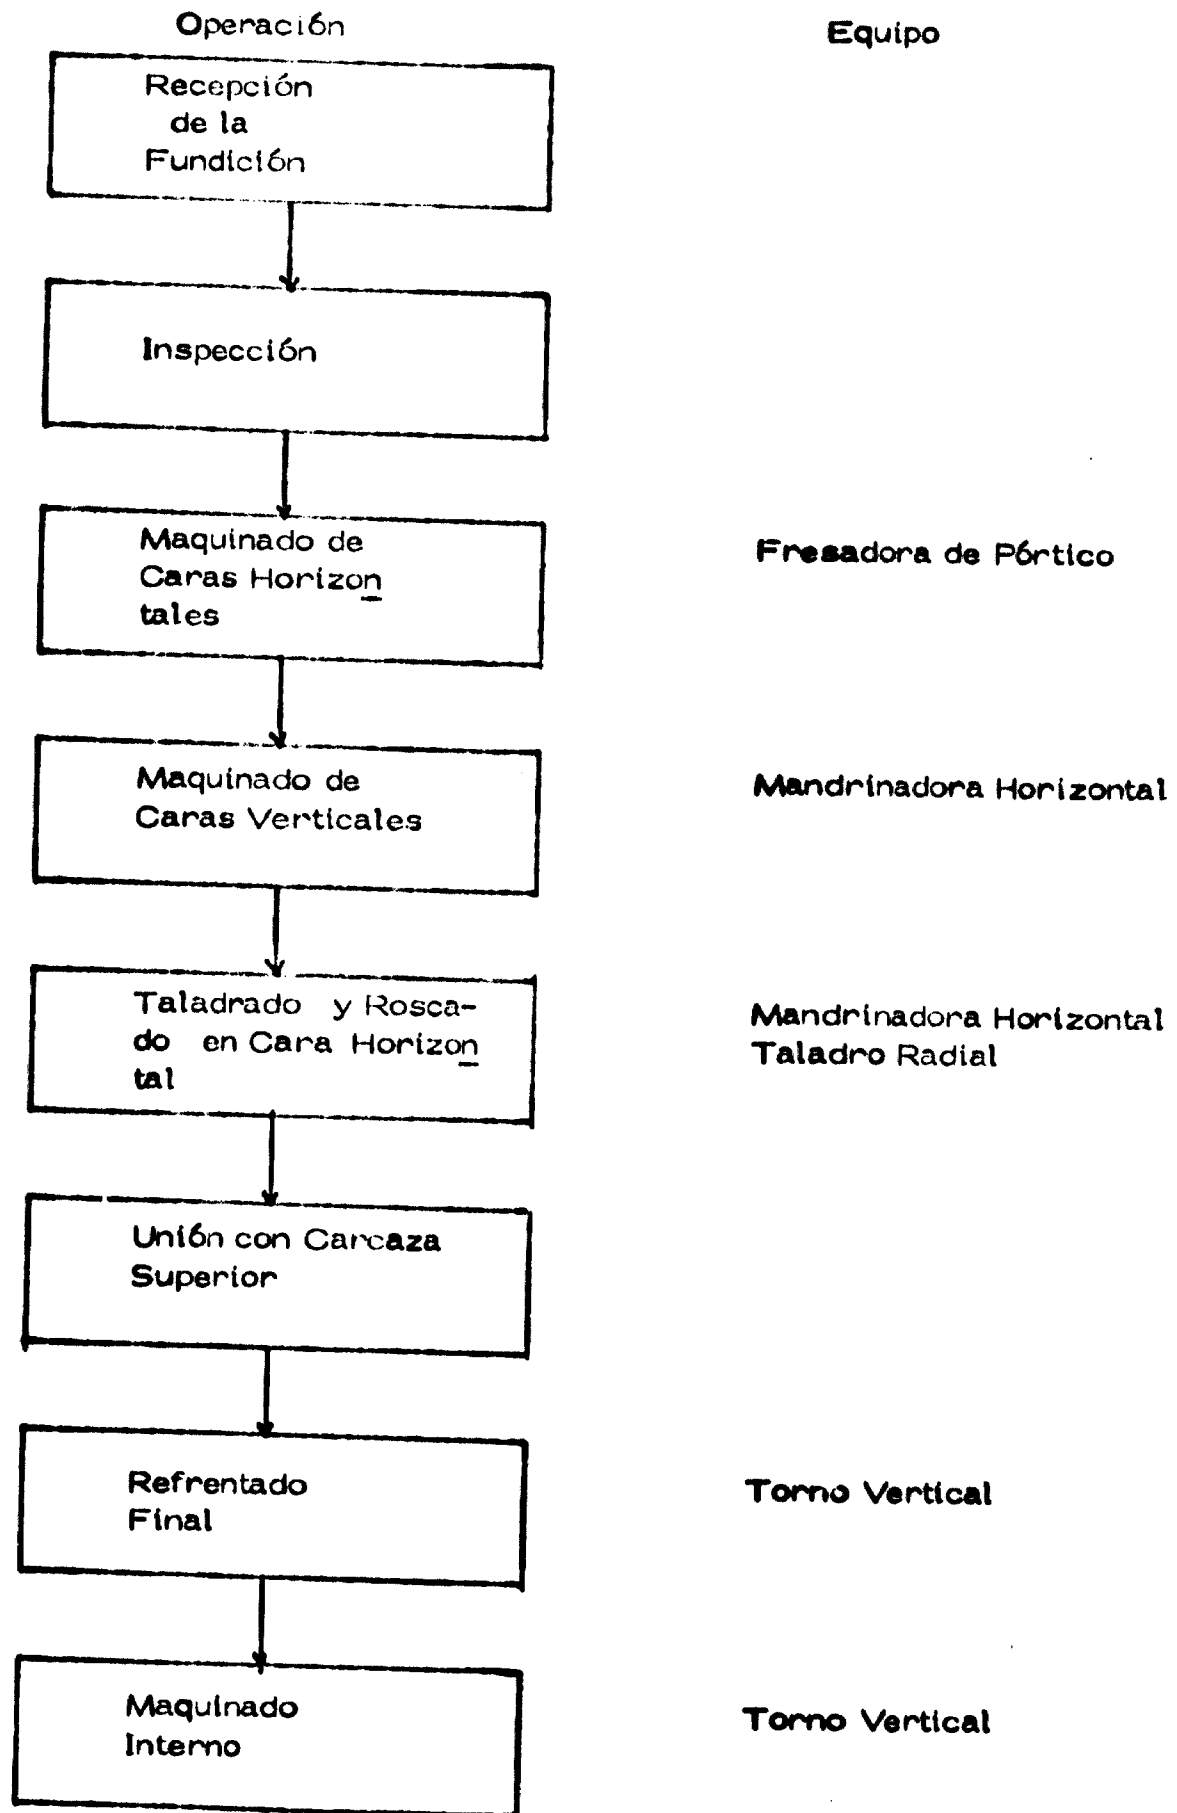 Operación
Equipo
Recepción
de la
Fundición
Inspección
Maquinado de
Caras Horizon
tales
Fresadora de Pórtico
Maquinado de
Caras Verticales
Mandrinadora Horizontal
Taladrado y Rosca-
do en Cara Horizon
tal
Mandrinadora Horizontal
Taladro Radial
Unión con Carcaza
Superior
Refrentado
Final
Torno Vertical
Maquinado
Interno
Torno Vertical